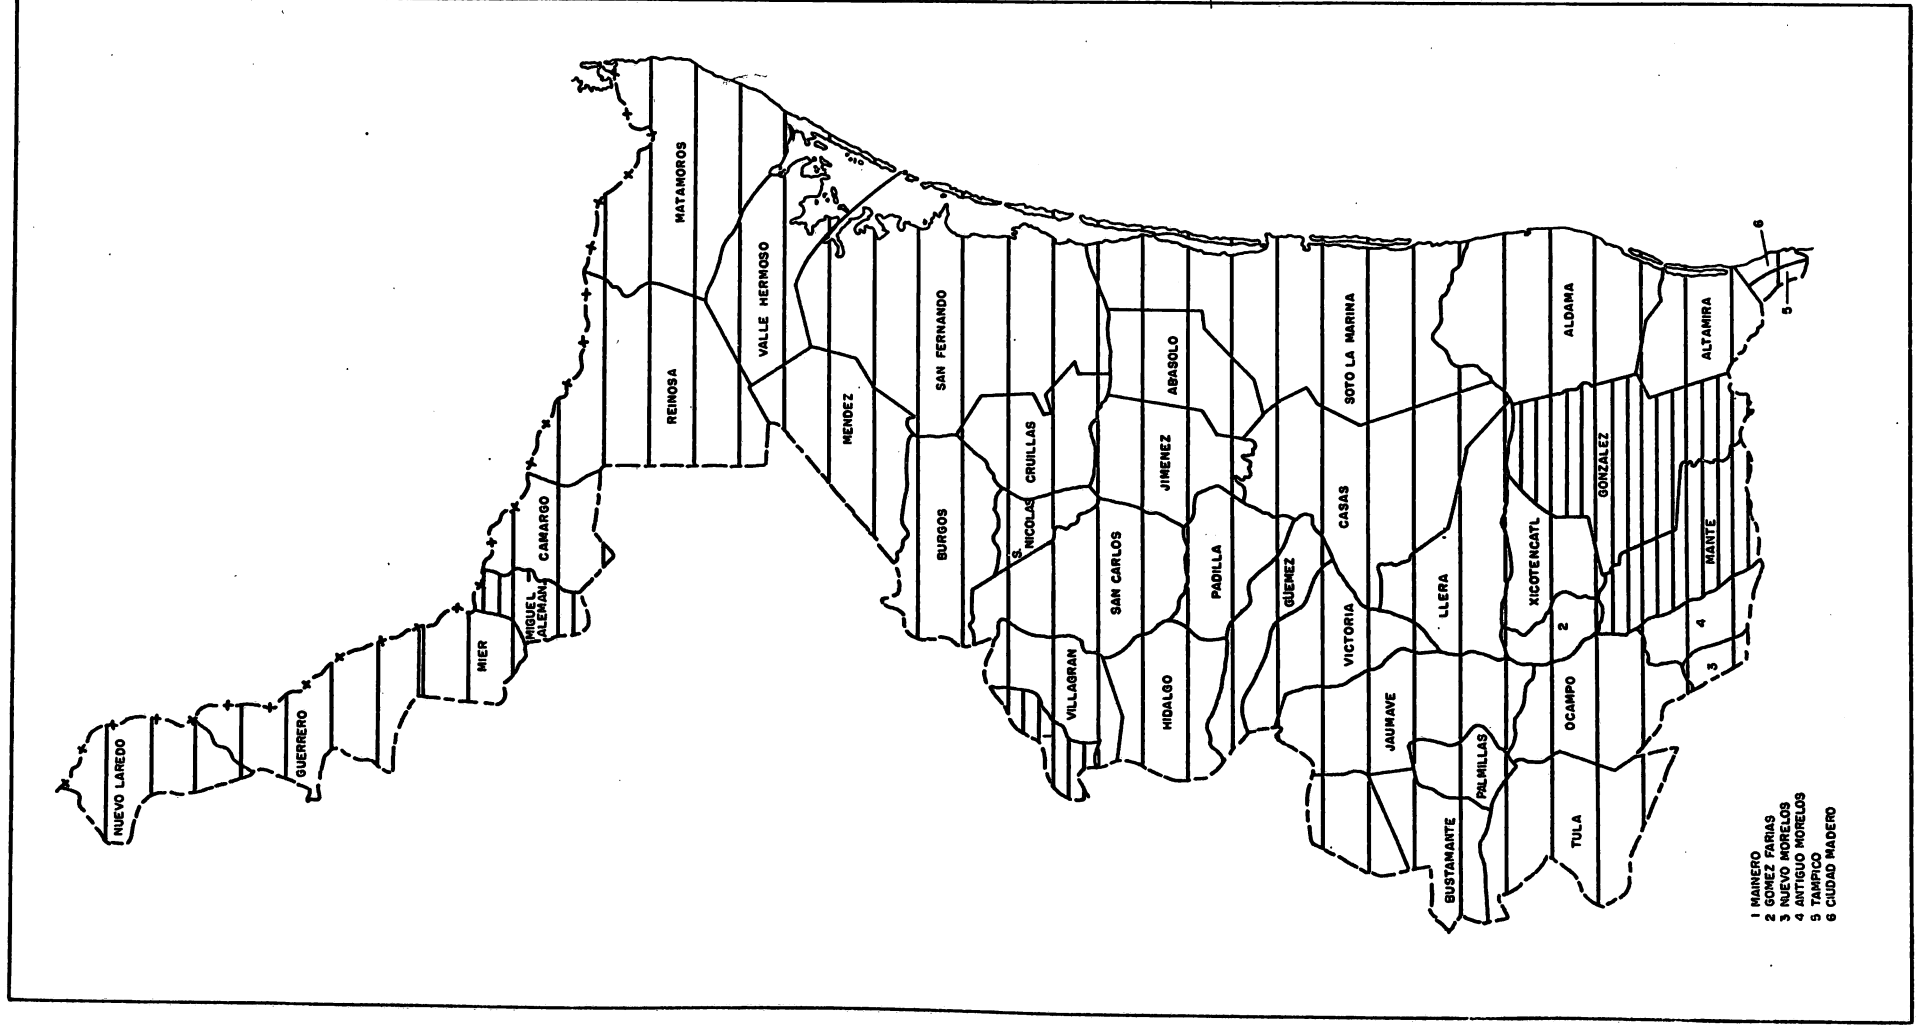 NUEVO LAREDO
GUERRERO
MIER
MIGUEL
ALEMAN
CAMARGO
REINOSA
MATAMOROS
VALLE HERMOSO
MENDEZ
SAN FERNANDO
BURGOS
CRUILLAS
S. NICOLAS
SAN CARLOS
VILLAGRAN
HIDALGO
JIMENEZ
ABASOLO
PADILLA
GÜEMEZ
SOTO LA MARINA
CASAS
VICTORIA
LLERA
JAUMAVE
PALMILLAS
BUSTAMANTE
XICOTENCATL
2
OCAMPO
TULA
ALDAMA
GONZALEZ
MANTE
4
3
ALTAMIRA
6
5
1 MAINERO
2 GOMEZ FARIAS
3 NUEVO MORELOS
4 ANTIGUO MORELOS
5 TAMPICO
6 CIUDAD MADERO